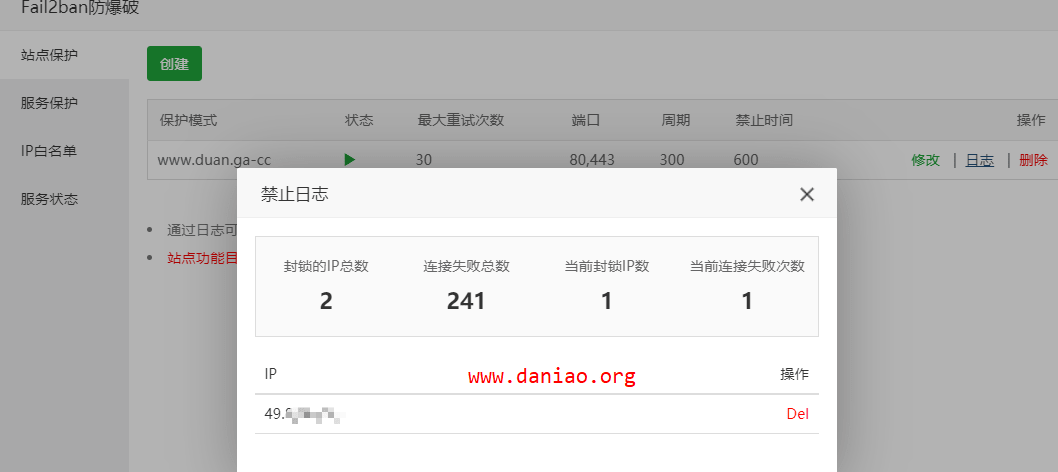 Fail2ban防爆破
站点保护
服务保护
IP白名单
服务状态
创建
保护模式 状态 最大重试次数 端口 周期 禁止时间 操作
www.duan.ga-cc 30 80,443 300 600 修改 | 日志 | 删除
通过日志可
站点功能目
禁止日志
封锁的IP总数 连接失败总数 当前封锁IP数 当前连接失败次数
2 241 1 1
IP www.daniao.org 操作
49. Del